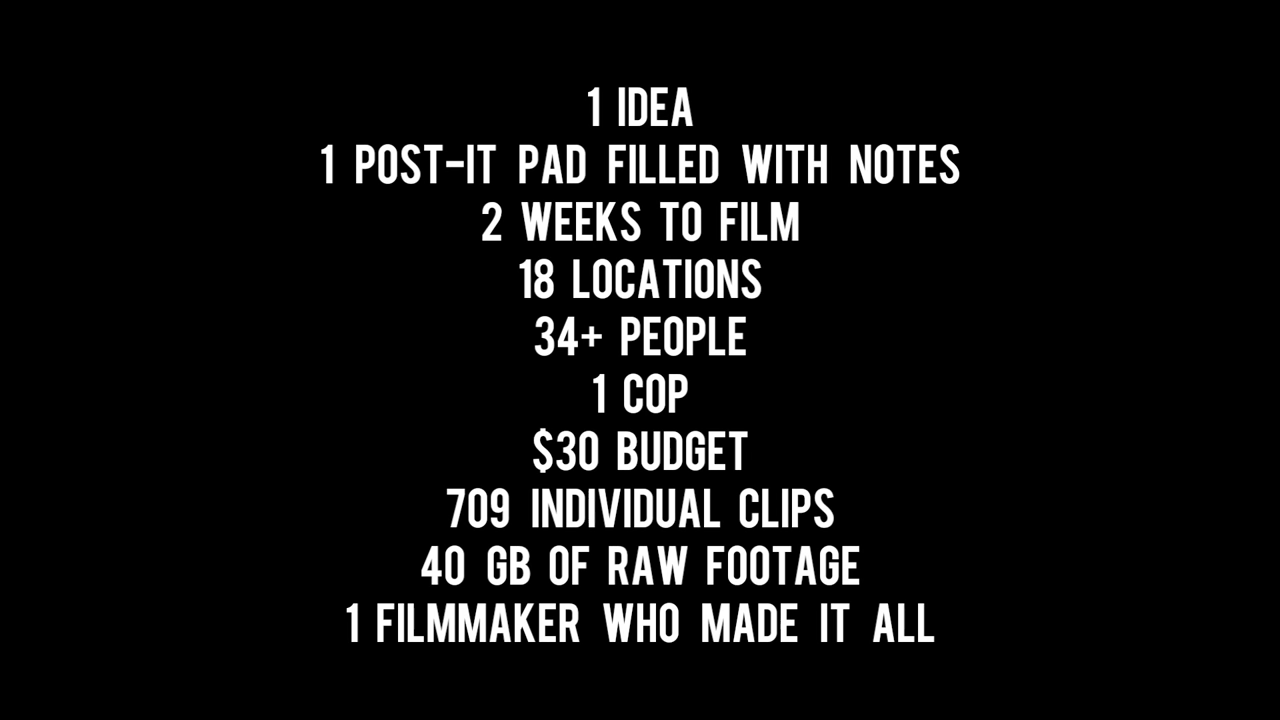 1 IDEA
1 POST-IT PAD FILLED WITH NOTES
2 WEEKS TO FILM
18 LOCATIONS
34+ PEOPLE
1 COP
$30 BUDGET
709 INDIVIDUAL CLIPS
40 GB OF RAW FOOTAGE
1 FILMMAKER WHO MADE IT ALL